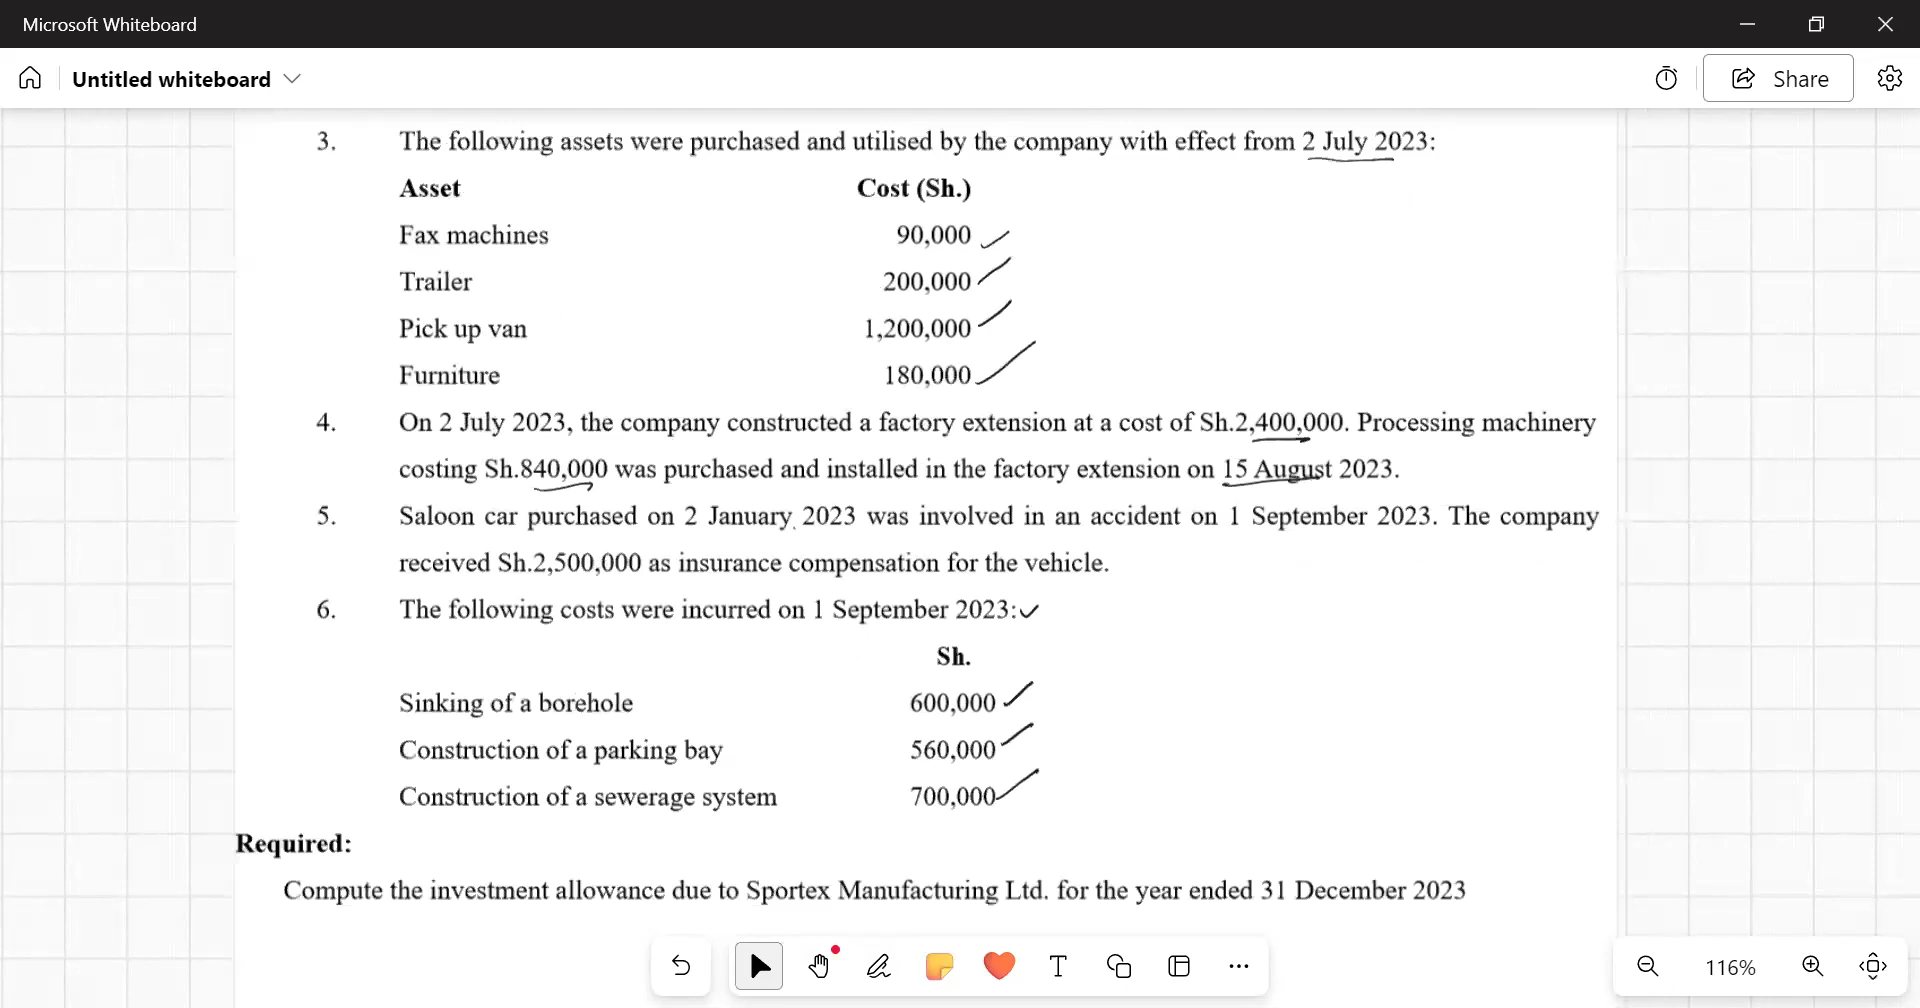 Microsoft Whiteboard
Untitled whiteboard
Share
3. The following assets were purchased and utilised by the company with effect from 2 July 2023:
Asset Cost (Sh.)
Fax machines 90,000
Trailer 200,000
Pick up van 1,200,000
Furniture 180,000
4. On 2 July 2023, the company constructed a factory extension at a cost of Sh.2,400,000. Processing machinery
costing Sh.840,000 was purchased and installed in the factory extension on 15 August 2023.
5. Saloon car purchased on 2 January 2023 was involved in an accident on 1 September 2023. The company
received Sh.2,500,000 as insurance compensation for the vehicle.
6. The following costs were incurred on 1 September 2023:
Sh.
Sinking of a borehole 600,000
Construction of a parking bay 560,000
Construction of a sewerage system 700,000
Required:
Compute the investment allowance due to Sportex Manufacturing Ltd. for the year ended 31 December 2023
116%